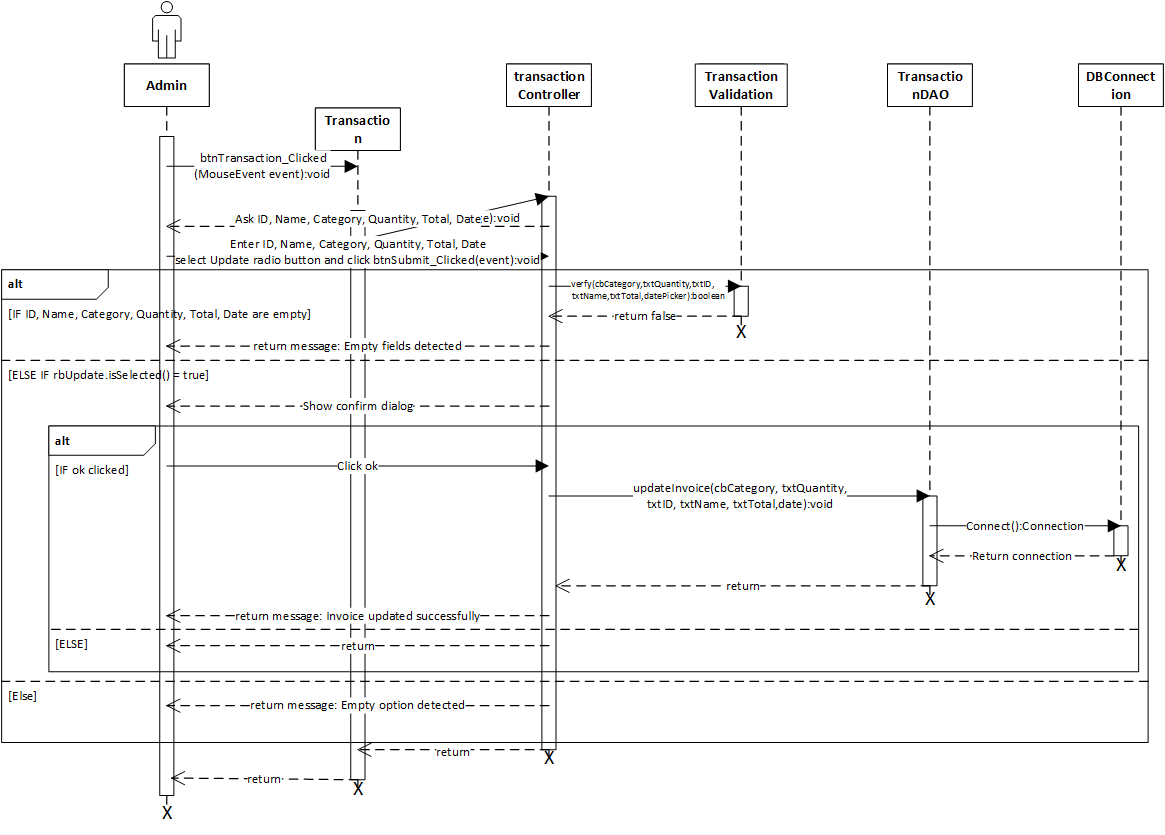 Admin
Transactio
n
transaction
Controller
Transaction
Validation
Transactio
nDAO
DBConnect
ion
btnTransaction_Clicked
(MouseEvent event):void
Ask ID, Name, Category, Quantity, Total, Date
e):void
Enter ID, Name, Category, Quantity, Total, Date
select Update radio button and click btnSubmit_Clicked(event):void
alt
verfy(cbCategory,txtQuantity,txtID,
txtName,txtTotal,datePicker):boolean
[IF ID, Name, Category, Quantity, Total, Date are empty]
return false
X
return message: Empty fields detected
[ELSE IF rbUpdate.isSelected() = true]
Show confirm dialog
alt
[IF ok clicked]
Click ok
updateInvoice(cbCategory, txtQuantity,
txtID, txtName, txtTotal,date):void
Connect():Connection
Return connection
X
return
X
return message: Invoice updated successfully
[ELSE]
return
[Else]
return message: Empty option detected
return
X
return
X
X